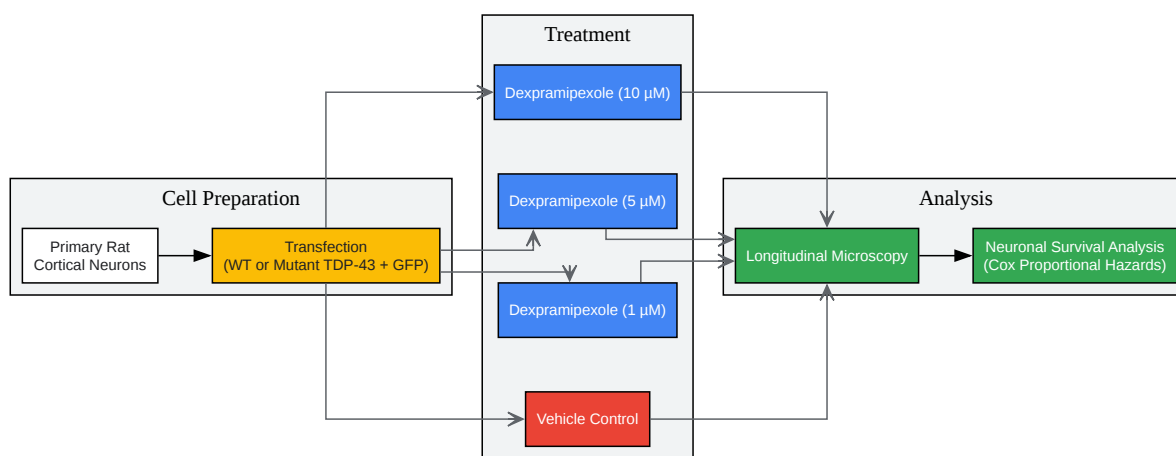 Cell Preparation
Primary Rat
Cortical Neurons
Transfection
(WT or Mutant TDP-43 + GFP)
Treatment
Dexpramipexole (10 µM)
Dexpramipexole (5 µM)
Dexpramipexole (1 µM)
Vehicle Control
Analysis
Longitudinal Microscopy
Neuronal Survival Analysis
(Cox Proportional Hazards)